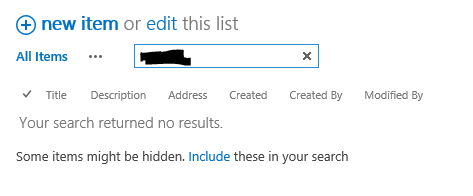 new item or edit this list
All Items ...
Title Description Address Created Created By Modified By
Your search returned no results.
Some items might be hidden. Include these in your search